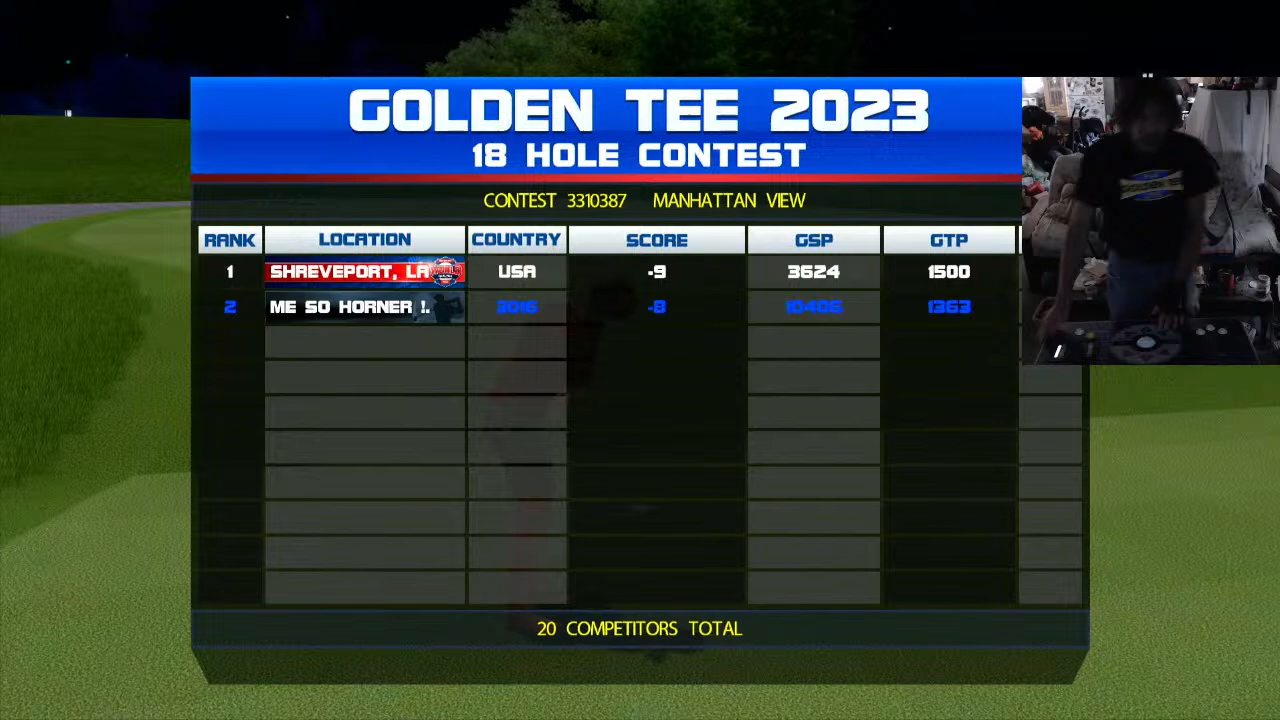 GOLDEN TEE 2023
18 HOLE CONTEST
CONTEST 3310387 MANHATTAN VIEW
RANK LOCATION COUNTRY SCORE GSP GTP
1 SHREVEPORT, LA USA -9 3624 1500
2 ME SO HORNER !. 3016 -8 10406 1363
20 COMPETITORS TOTAL